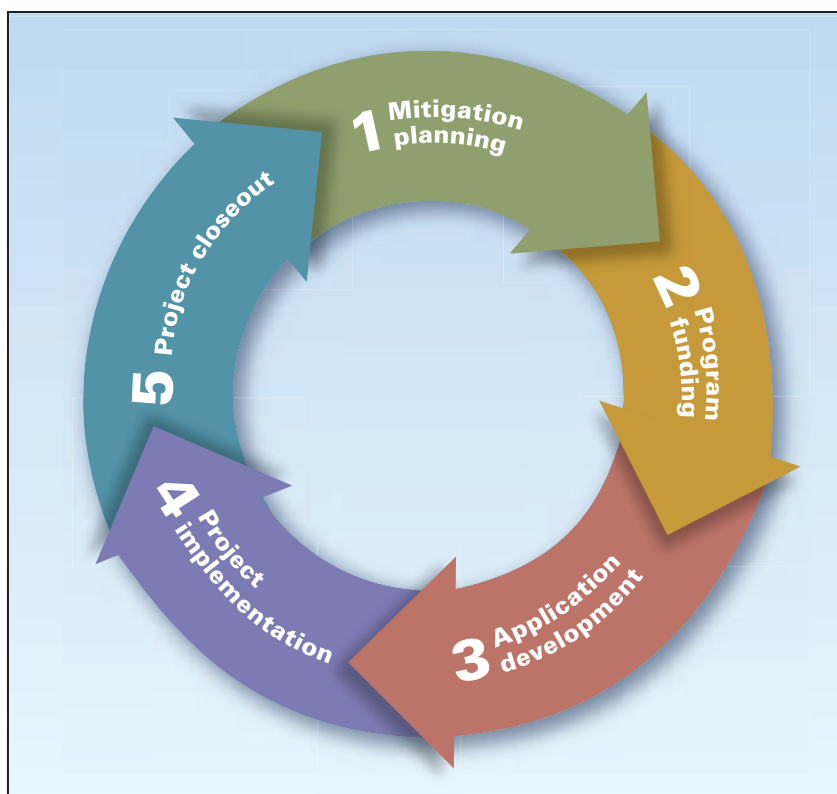 1 Mitigation
planning
2 Program
funding
3 Application
development
4 Project
implementation
5 Project closeout